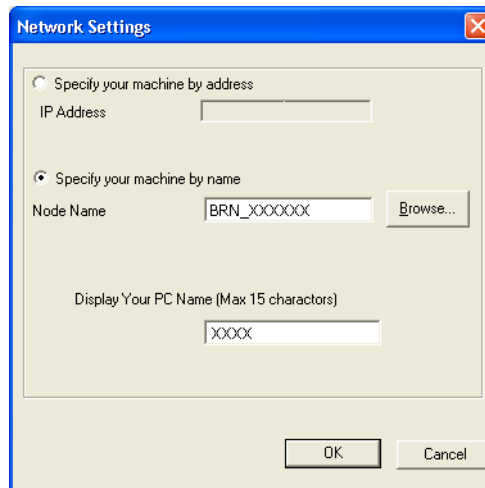 Network Settings
Specify your machine by address
IP Address
Specify your machine by name
Node Name BRN_XXXXXX Browse...
Display Your PC Name (Max 15 charactors)
XXXX
OK Cancel